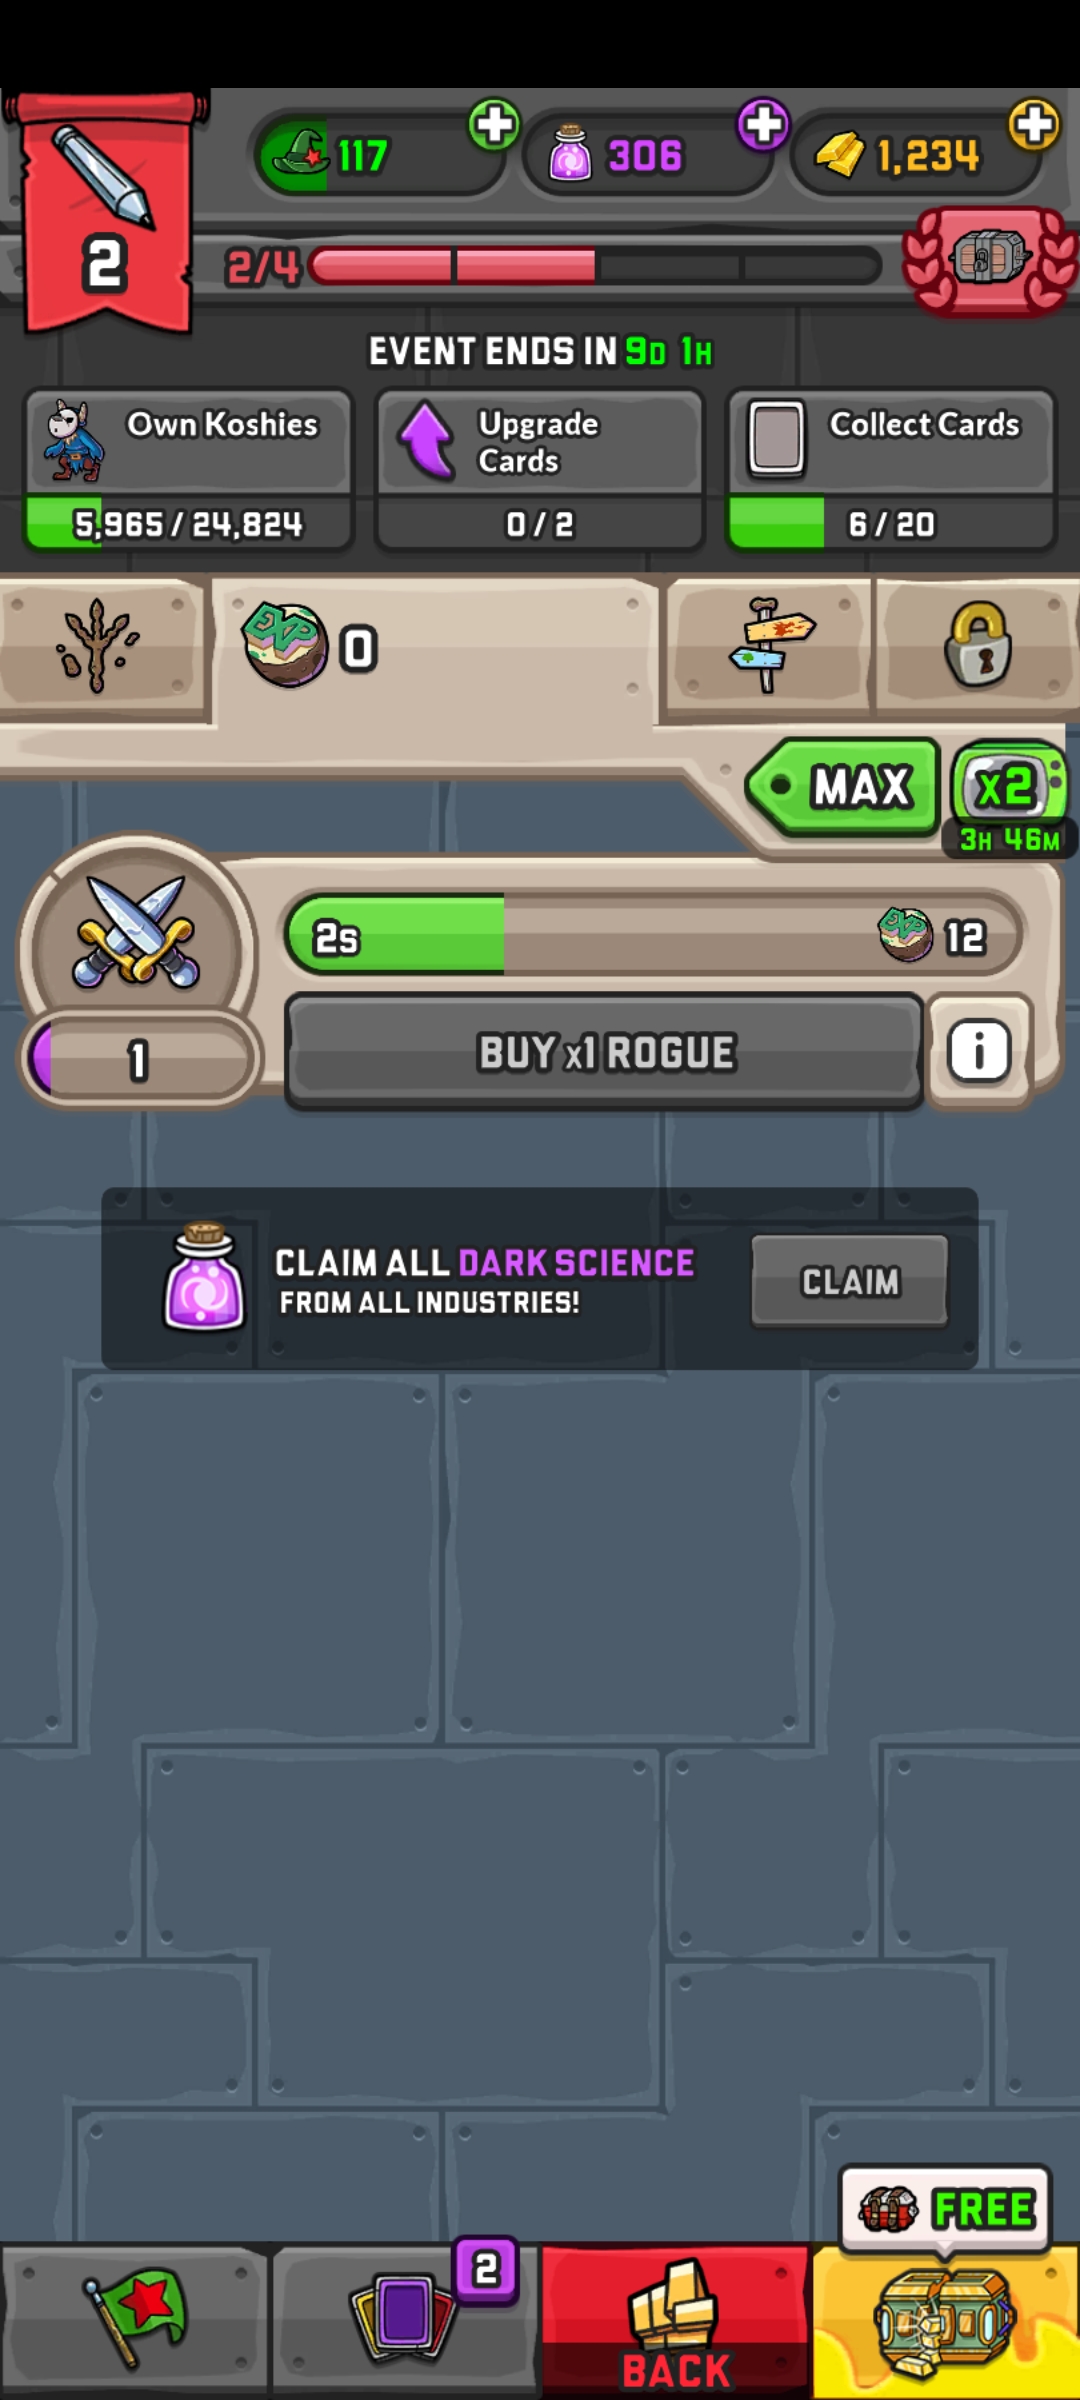 117
306
1,234
2
2/4
EVENT ENDS IN 9D 1H
Own Koshies
5,965 / 24,824
Upgrade
Cards
0 / 2
Collect Cards
6 / 20
EXP
0
MAX
x2
3H 46M
2s
EXP
12
1
BUY x1 ROGUE
i
CLAIM ALL DARK SCIENCE
FROM ALL INDUSTRIES!
CLAIM
FREE
2
BACK